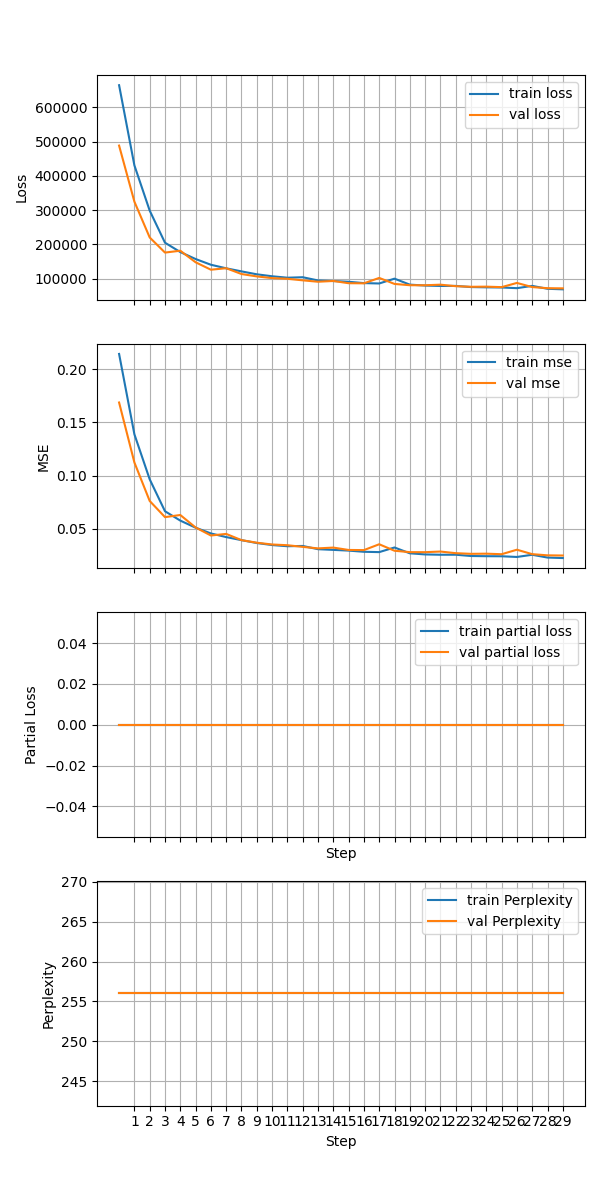 600000
500000
400000
300000
200000
100000
Loss
train loss
val loss
0.20
0.15
0.10
0.05
MSE
train mse
val mse
0.04
0.02
0.00
−0.02
−0.04
Partial Loss
train partial loss
val partial loss
Step
270
265
260
255
250
245
Perplexity
train Perplexity
val Perplexity
1 2 3 4 5 6 7 8 9 10 11 12 13 14 15 16 17 18 19 20 21 22 23 24 25 26 27 28 29
Step